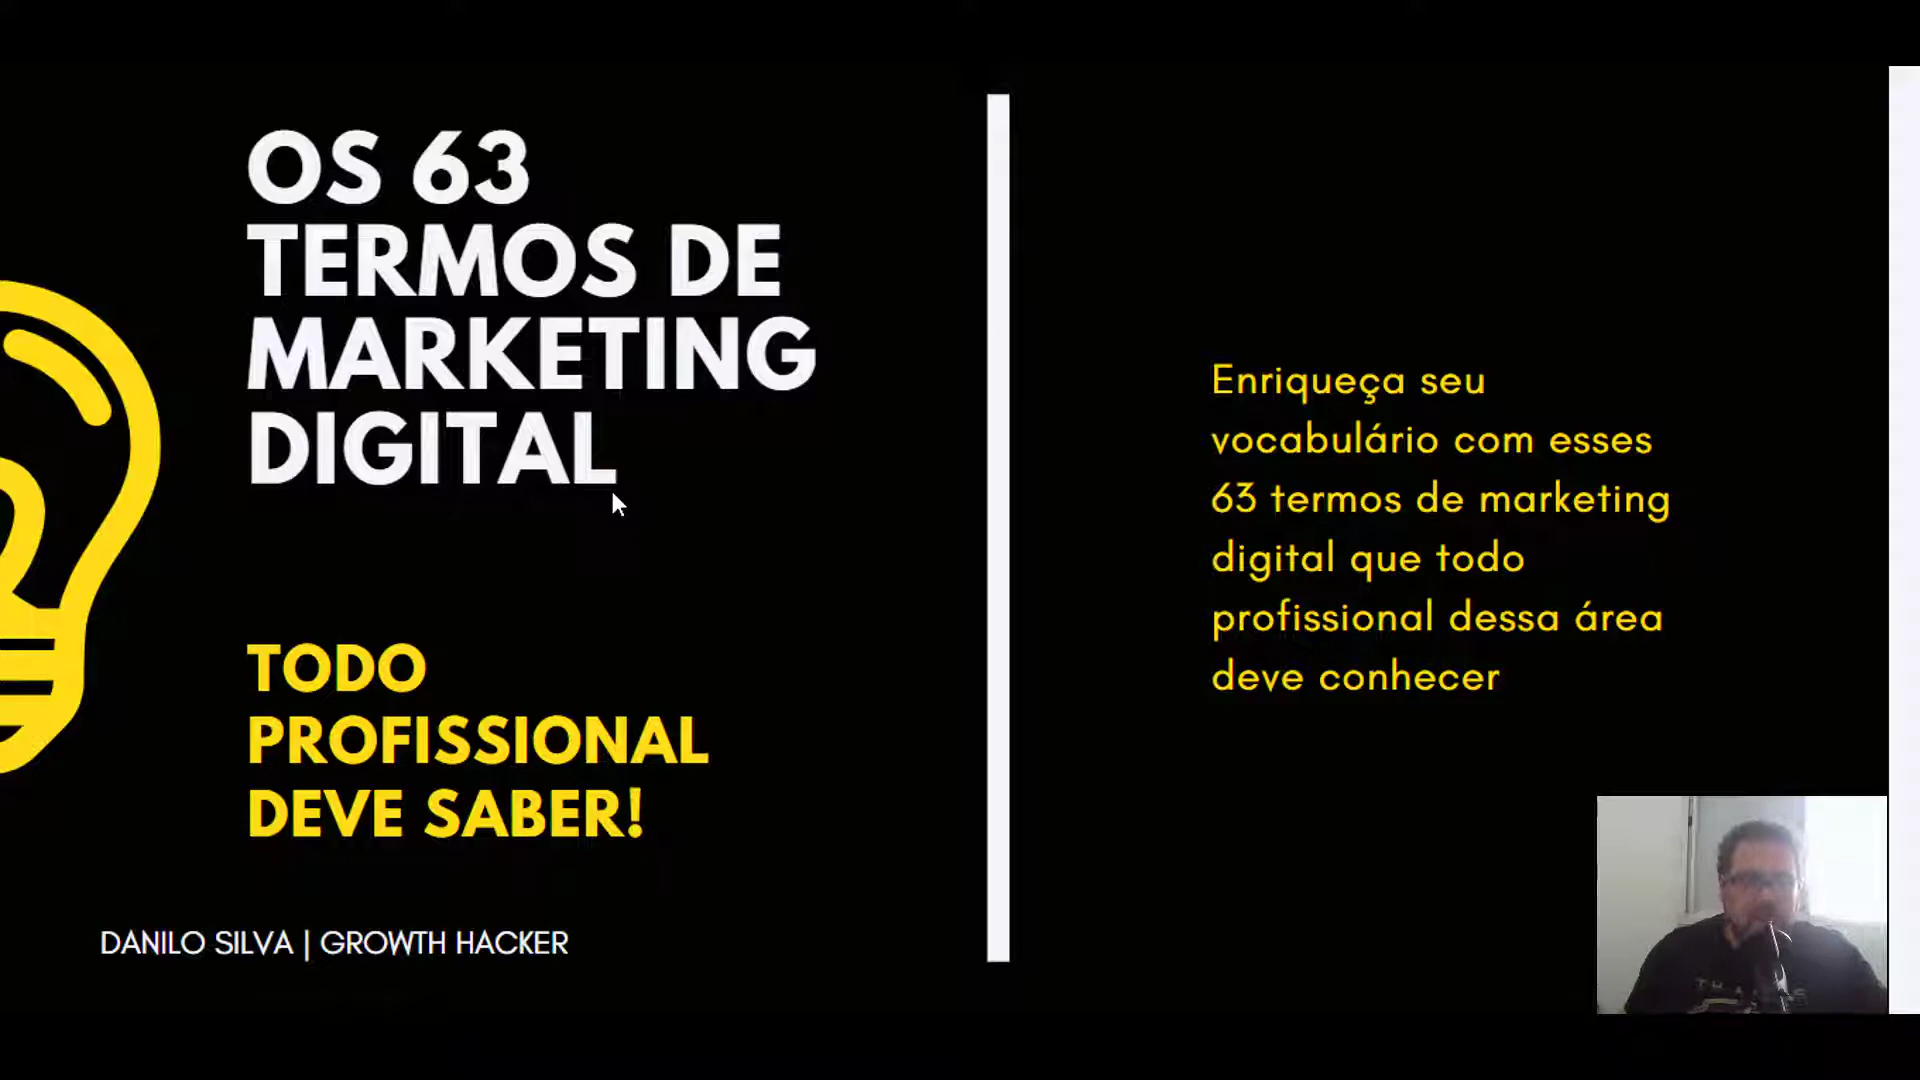 OS 63
TERMOS DE
MARKETING
DIGITAL
TODO
PROFISSIONAL
DEVE SABER!
DANILO SILVA | GROWTH HACKER
Enriqueça seu
vocabulário com esses
63 termos de marketing
digital que todo
profissional dessa área
deve conhecer